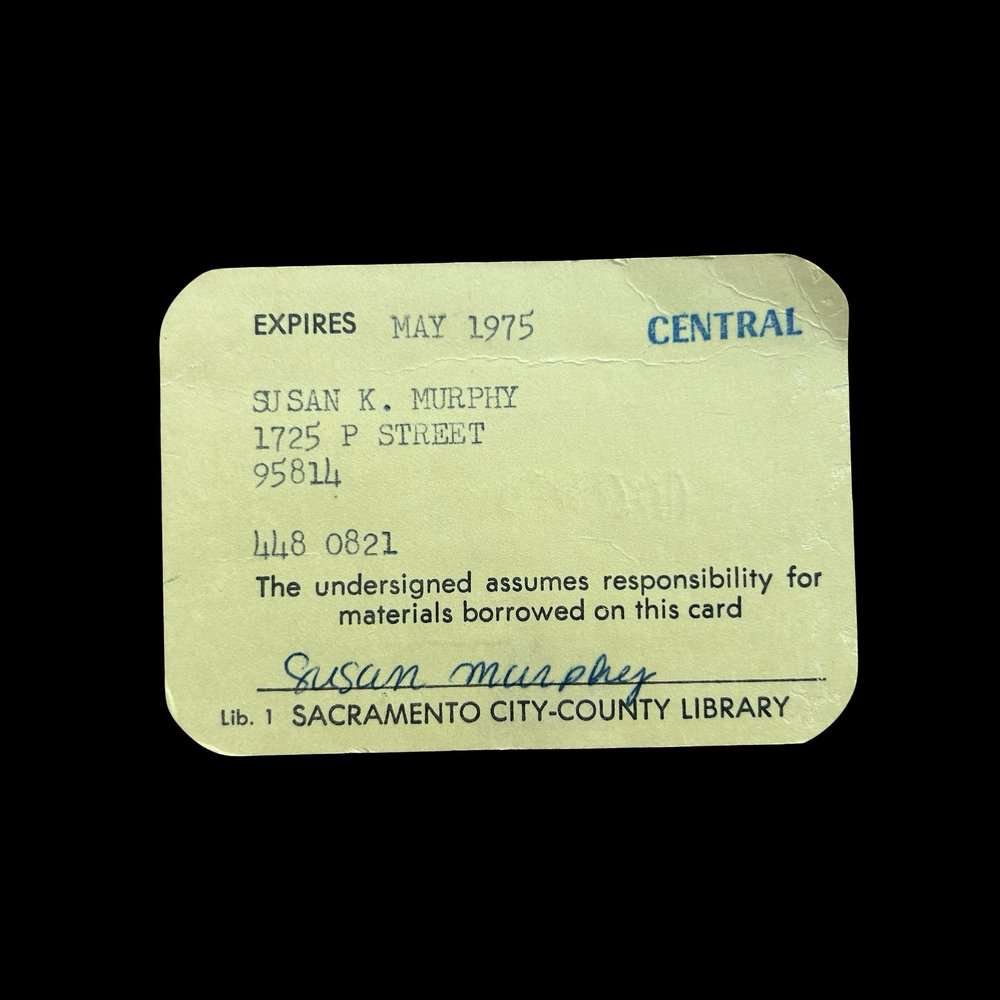 EXPIRES MAY 1975 CENTRAL
SUSAN K. MURPHY
1725 P STREET
95814
448 0821
The undersigned assumes responsibility for
materials borrowed on this card
Susan Murphy
Lib. 1 SACRAMENTO CITY-COUNTY LIBRARY